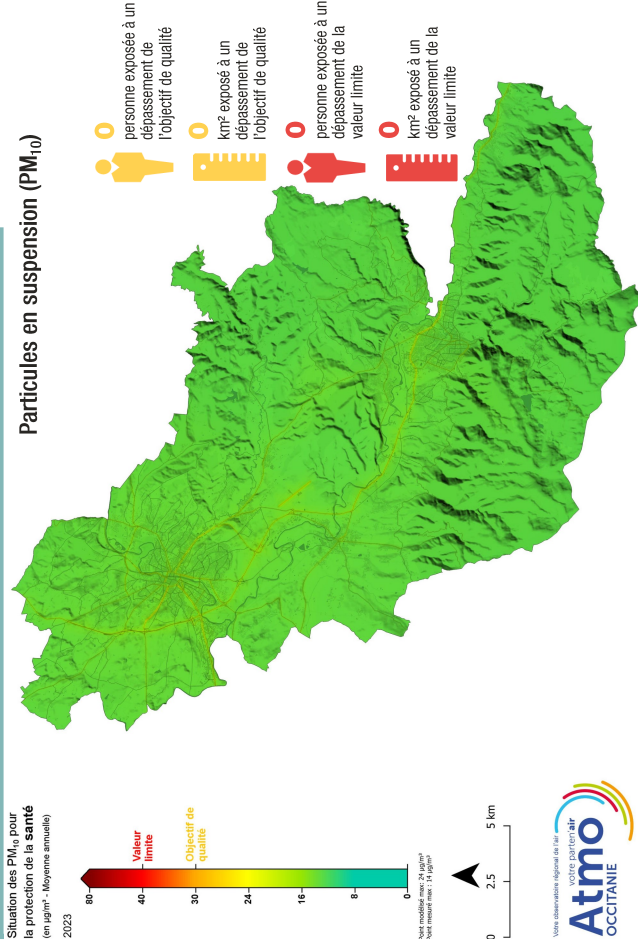 Particules en suspension (PM₁₀)
Situation des PM₁₀ pour
la protection de la santé
(en µg/m³ - Moyenne annuelle)
2023
80
40
30
24
16
8
0
Valeur
limite
Objectif de
qualité
Point modélisé max: 24 µg/m³
Point mesuré max : 14 µg/m³
0
2.5
5 km
0
personne exposée à un
dépassement de
l'objectif de qualité
0
km² exposé à un
dépassement de
l'objectif de qualité
0
personne exposée à un
dépassement de la
valeur limite
0
km² exposé à un
dépassement de la
valeur limite
Votre observatoire régional de l'air
votre parten'air
Atmo
OCCITANIE